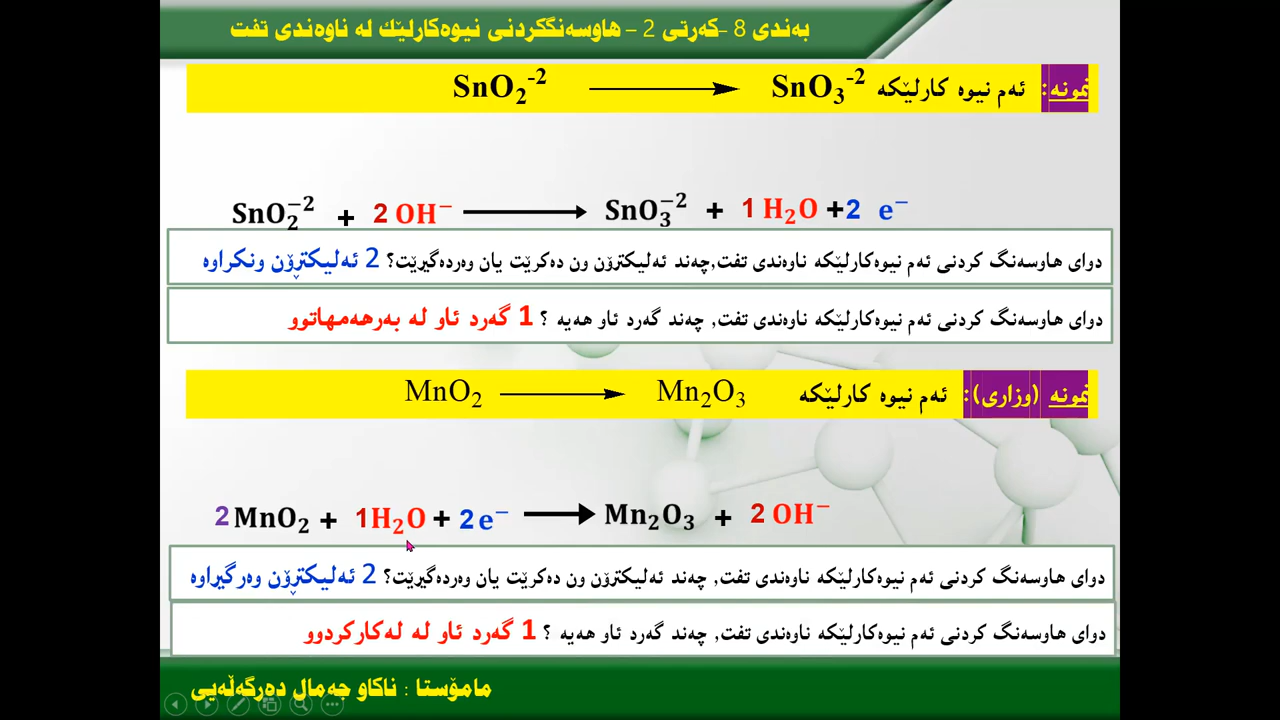 بەندی 8 -کەرتی 2 - هاوسەنگکردنی نیوەکارلێك لە ناوەندی تفت
نمونە: ئەم نیوە کارلێکە SnO₂⁻² ⟶ SnO₃⁻²
SnO₂⁻² + 2 OH⁻ ⟶ SnO₃⁻² + 1 H₂O +2 e⁻
دوای هاوسەنگ کردنی ئەم نیوەکارلێکە ناوەندی تفت,چەند ئەلیکترۆن ون دەکرێت یان وەردەگیرێت؟ 2 ئەلیکترۆن ونکراوە
دوای هاوسەنگ کردنی ئەم نیوەکارلێکە ناوەندی تفت, چەند گەرد ئاو هەیە ؟ 1 گەرد ئاو لە بەرهەمهاتوو
نمونە (وزاری): ئەم نیوە کارلێکە MnO₂ ⟶ Mn₂O₃
2 MnO₂ + 1H₂O + 2 e⁻ ⟶ Mn₂O₃ + 2 OH⁻
دوای هاوسەنگ کردنی ئەم نیوەکارلێکە ناوەندی تفت, چەند ئەلیکترۆن ون دەکرێت یان وەردەگیرێت؟ 2 ئەلیکترۆن وەرگیراوە
دوای هاوسەنگ کردنی ئەم نیوەکارلێکە ناوەندی تفت, چەند گەرد ئاو هەیە ؟ 1 گەرد ئاو لە لەکارکردوو
مامۆستا : ناکاو جەمال دەرگەڵەیی